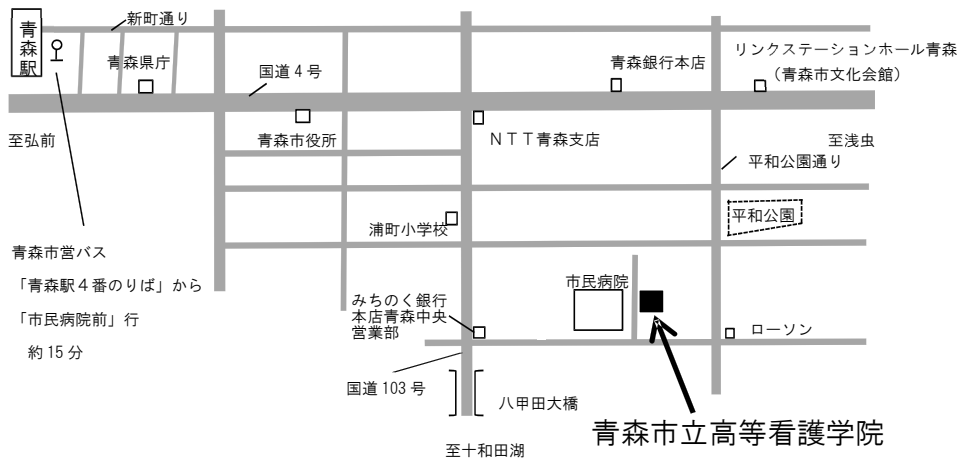 青森駅
新町通り
青森県庁
国道4号
青森銀行本店
リンクステーションホール青森
（青森市文化会館）
至弘前
青森市役所
ＮＴＴ青森支店
至浅虫
平和公園通り
浦町小学校
平和公園
青森市営バス
「青森駅４番のりば」から
「市民病院前」行
約15分
市民病院
みちのく銀行
本店青森中央
営業部
ローソン
国道103号
八甲田大橋
青森市立高等看護学院
至十和田湖